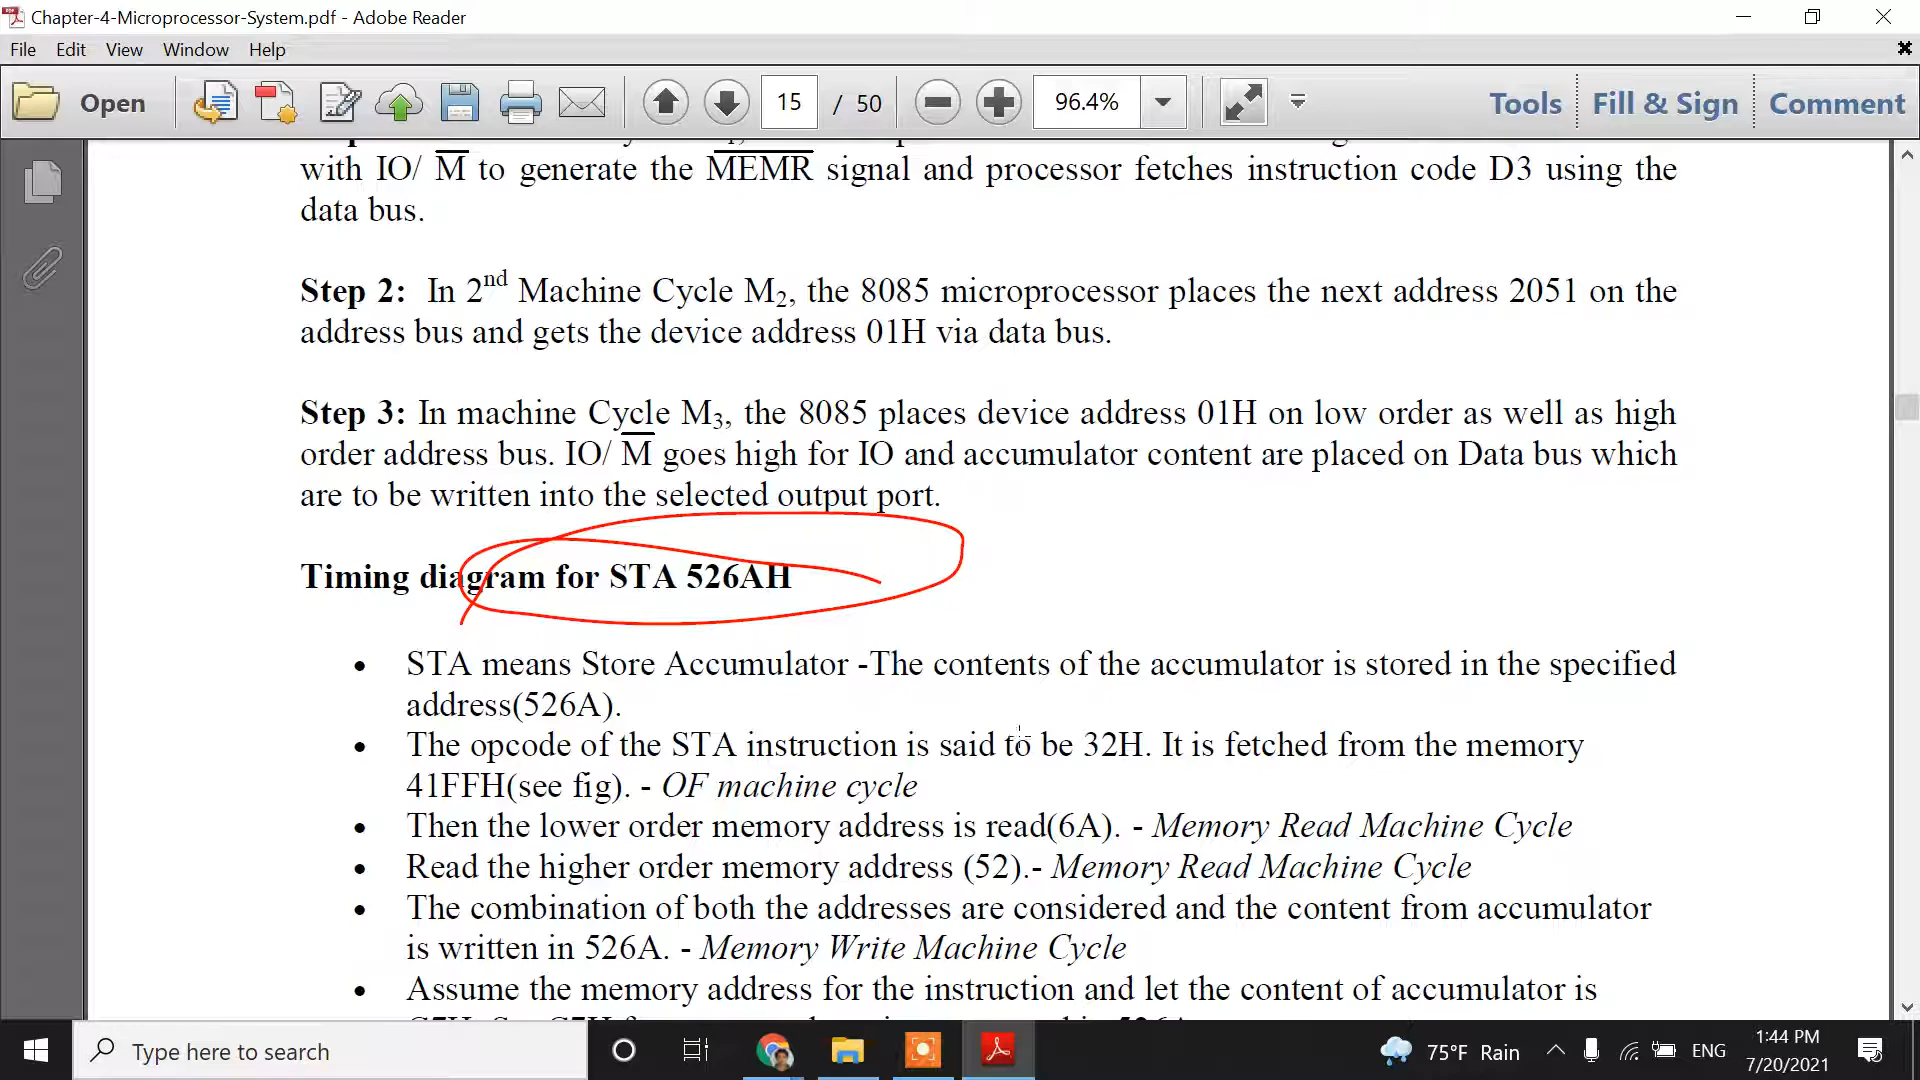 Chapter-4-Microprocessor-System.pdf - Adobe Reader
File Edit View Window Help
Open 15 / 50 96.4% Tools Fill & Sign Comment
with IO/ M̅ to generate the M̅E̅M̅R̅ signal and processor fetches instruction code D3 using the
data bus.
Step 2: In 2nd Machine Cycle M2, the 8085 microprocessor places the next address 2051 on the
address bus and gets the device address 01H via data bus.
Step 3: In machine Cycle M3, the 8085 places device address 01H on low order as well as high
order address bus. IO/ M̅ goes high for IO and accumulator content are placed on Data bus which
are to be written into the selected output port.
Timing diagram for STA 526AH
• STA means Store Accumulator -The contents of the accumulator is stored in the specified
address(526A).
• The opcode of the STA instruction is said to be 32H. It is fetched from the memory
41FFH(see fig). - OF machine cycle
• Then the lower order memory address is read(6A). - Memory Read Machine Cycle
• Read the higher order memory address (52).- Memory Read Machine Cycle
• The combination of both the addresses are considered and the content from accumulator
is written in 526A. - Memory Write Machine Cycle
• Assume the memory address for the instruction and let the content of accumulator is
Type here to search 75°F Rain ENG 1:44 PM
7/20/2021